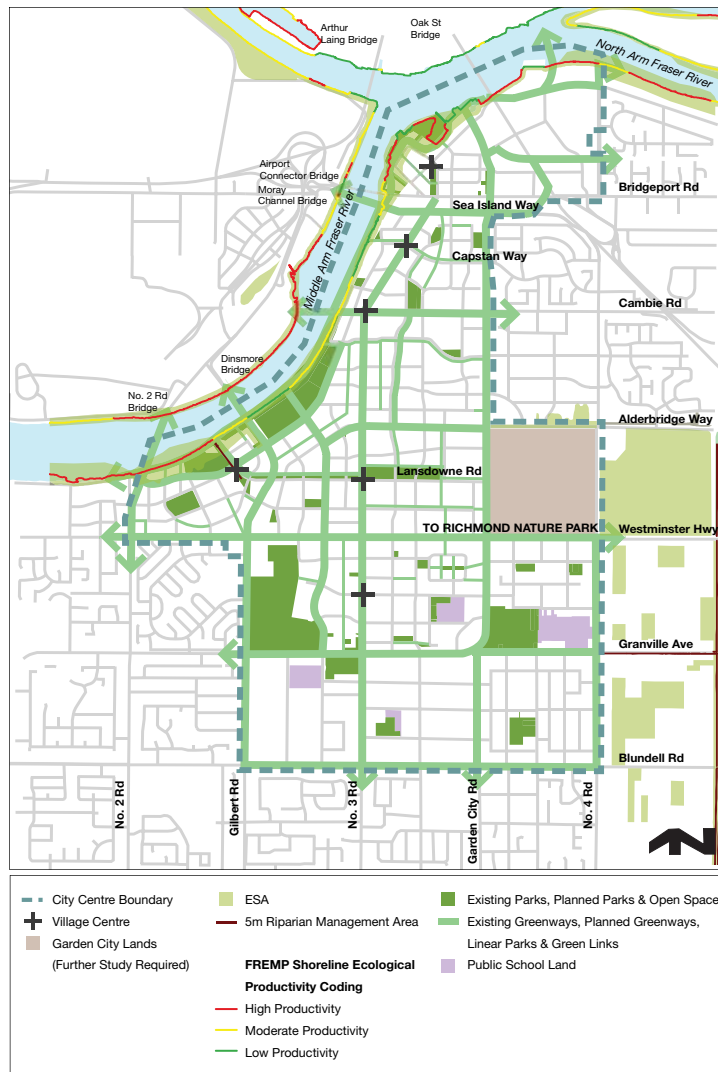 Arthur
Laing Bridge
Oak St
Bridge
North Arm Fraser River
Airport
Connector Bridge
Moray
Channel Bridge
Middle Arm Fraser River
Bridgeport Rd
Sea Island Way
Capstan Way
Cambie Rd
Dinsmore
Bridge
No. 2 Rd
Bridge
Alderbridge Way
Lansdowne Rd
TO RICHMOND NATURE PARK
Westminster Hwy
Granville Ave
Blundell Rd
No. 2 Rd
Gilbert Rd
No. 3 Rd
Garden City Rd
No. 4 Rd
N
City Centre Boundary
Village Centre
Garden City Lands
(Further Study Required)
ESA
5m Riparian Management Area
FREMP Shoreline Ecological
Productivity Coding
High Productivity
Moderate Productivity
Low Productivity
Existing Parks, Planned Parks & Open Space
Existing Greenways, Planned Greenways,
Linear Parks & Green Links
Public School Land